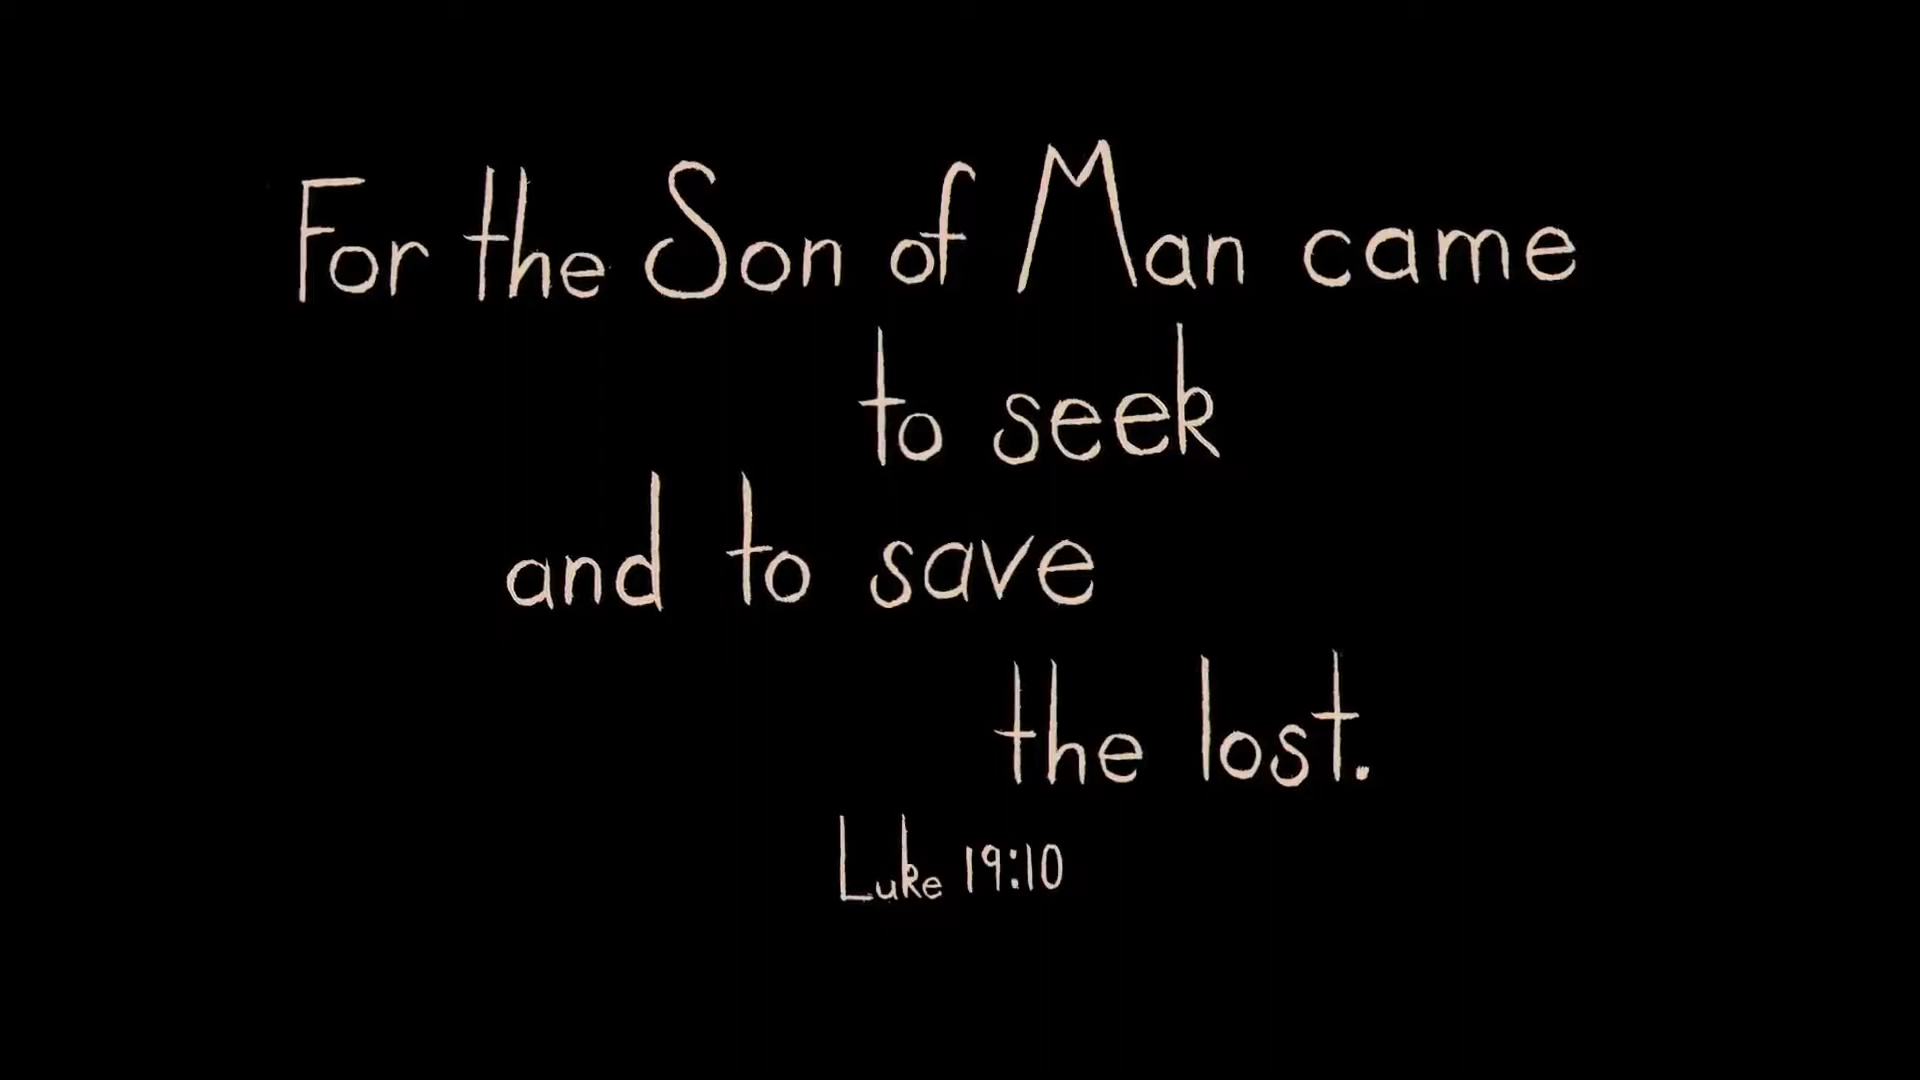 For the Son of Man came
to seek
and to save
the lost.
Luke 19:10